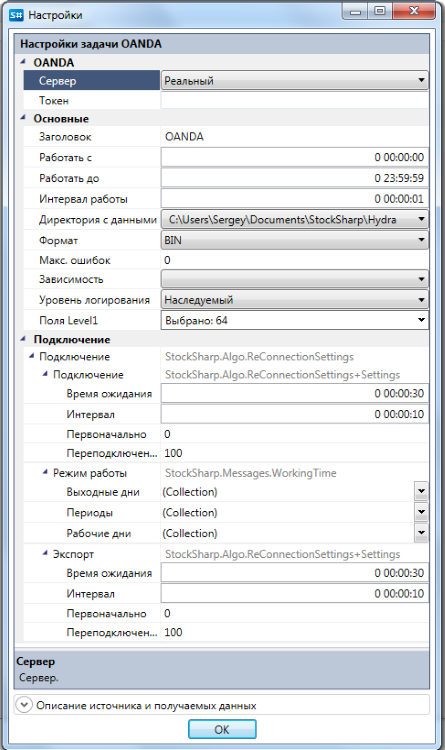 S# Настройки
Настройки задачи OANDA
OANDA
Сервер Реальный
Токен
Основные
Заголовок OANDA
Работать с 0 00:00:00
Работать до 0 23:59:59
Интервал работы 0 00:00:01
Директория с данными C:\Users\Sergey\Documents\StockSharp\Hydra
Формат BIN
Макс. ошибок 0
Зависимость
Уровень логирования Наследуемый
Поля Level1 Выбрано: 64
Подключение
Подключение StockSharp.Algo.ReConnectionSettings
Подключение StockSharp.Algo.ReConnectionSettings+Settings
Время ожидания 0 00:00:30
Интервал 0 00:00:10
Первоначально 0
Переподключен... 100
Режим работы StockSharp.Messages.WorkingTime
Выходные дни (Collection)
Периоды (Collection)
Рабочие дни (Collection)
Экспорт StockSharp.Algo.ReConnectionSettings+Settings
Время ожидания 0 00:00:30
Интервал 0 00:00:10
Первоначально 0
Переподключен... 100
Сервер
Сервер.
Описание источника и получаемых данных
OK